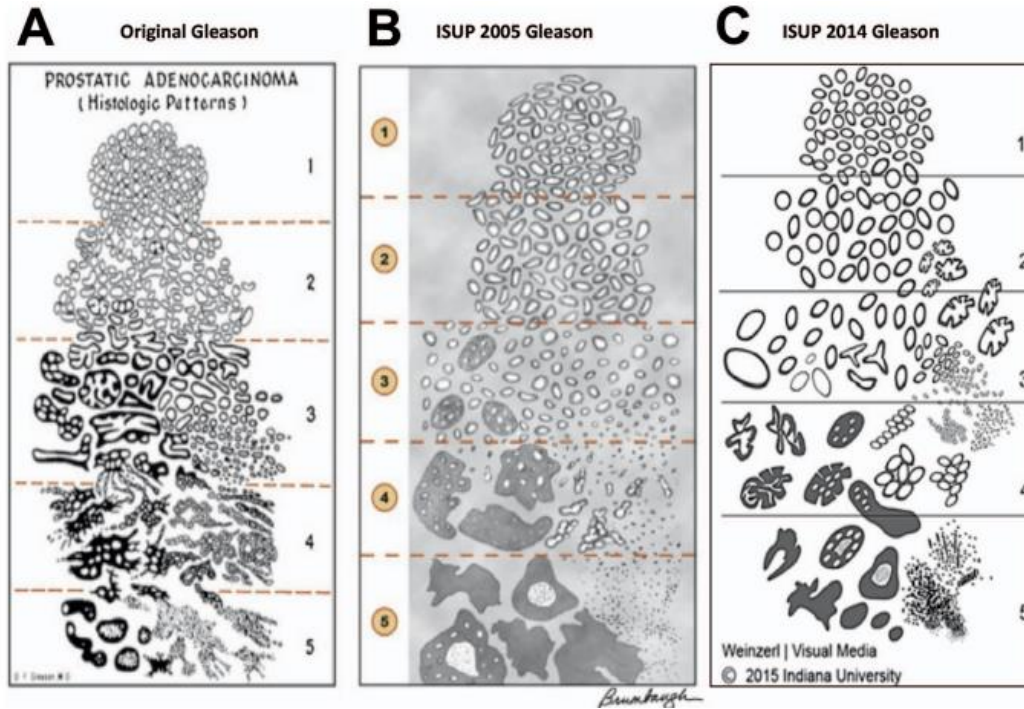 A
Original Gleason
PROSTATIC ADENOCARCINOMA
(Histologic Patterns)
1
2
3
4
5
B
ISUP 2005 Gleason
1
2
3
4
5
Brumbaugh
C
ISUP 2014 Gleason
1
2
3
4
5
Weinzerl | Visual Media
© 2015 Indiana University